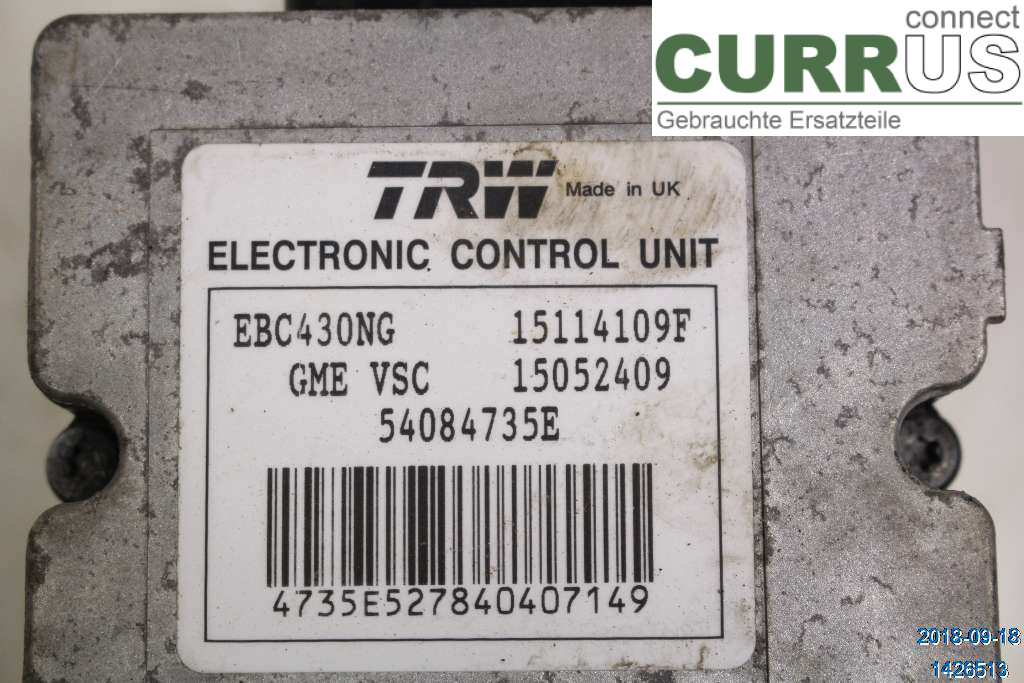 connect
CURRUS
Gebrauchte Ersatzteile
TRW Made in UK
ELECTRONIC CONTROL UNIT
EBC430NG 15114109F
GME VSC 15052409
54084735E
4735E527840407149
2018-09-18
1426513